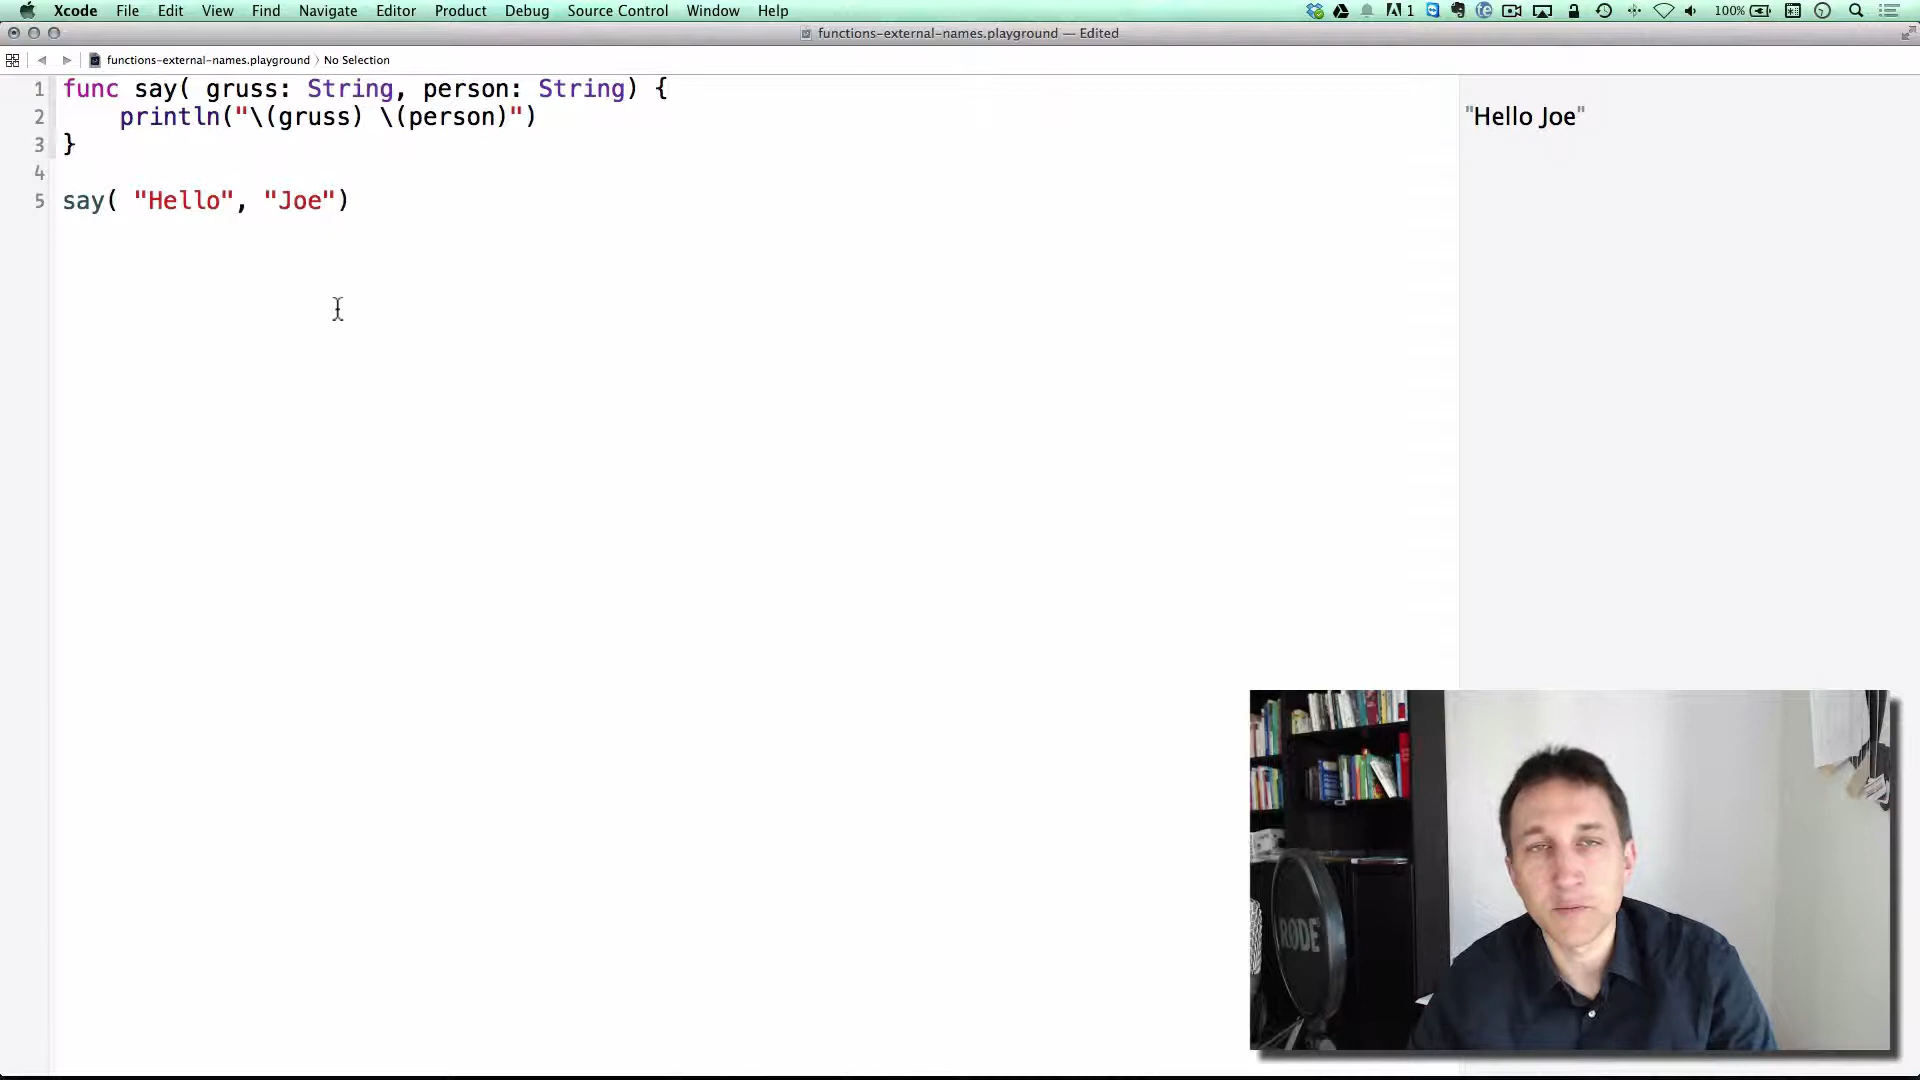 Xcode File Edit View Find Navigate Editor Product Debug Source Control Window Help 1 100%
functions-external-names.playground — Edited
functions-external-names.playground 〉 No Selection
1 func say( gruss: String, person: String) {
2 println("\(gruss) \(person)")
3 }
4
5 say( "Hello", "Joe")
"Hello Joe"
RØDE